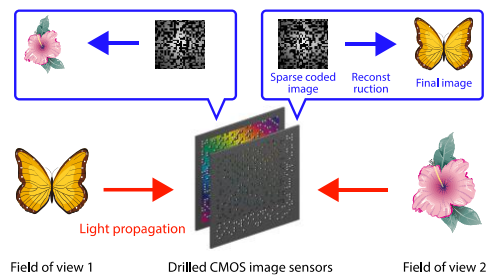 Sparse coded
image
Reconst
ruction
Final image
Light propagation
Field of view 1
Drilled CMOS image sensors
Field of view 2